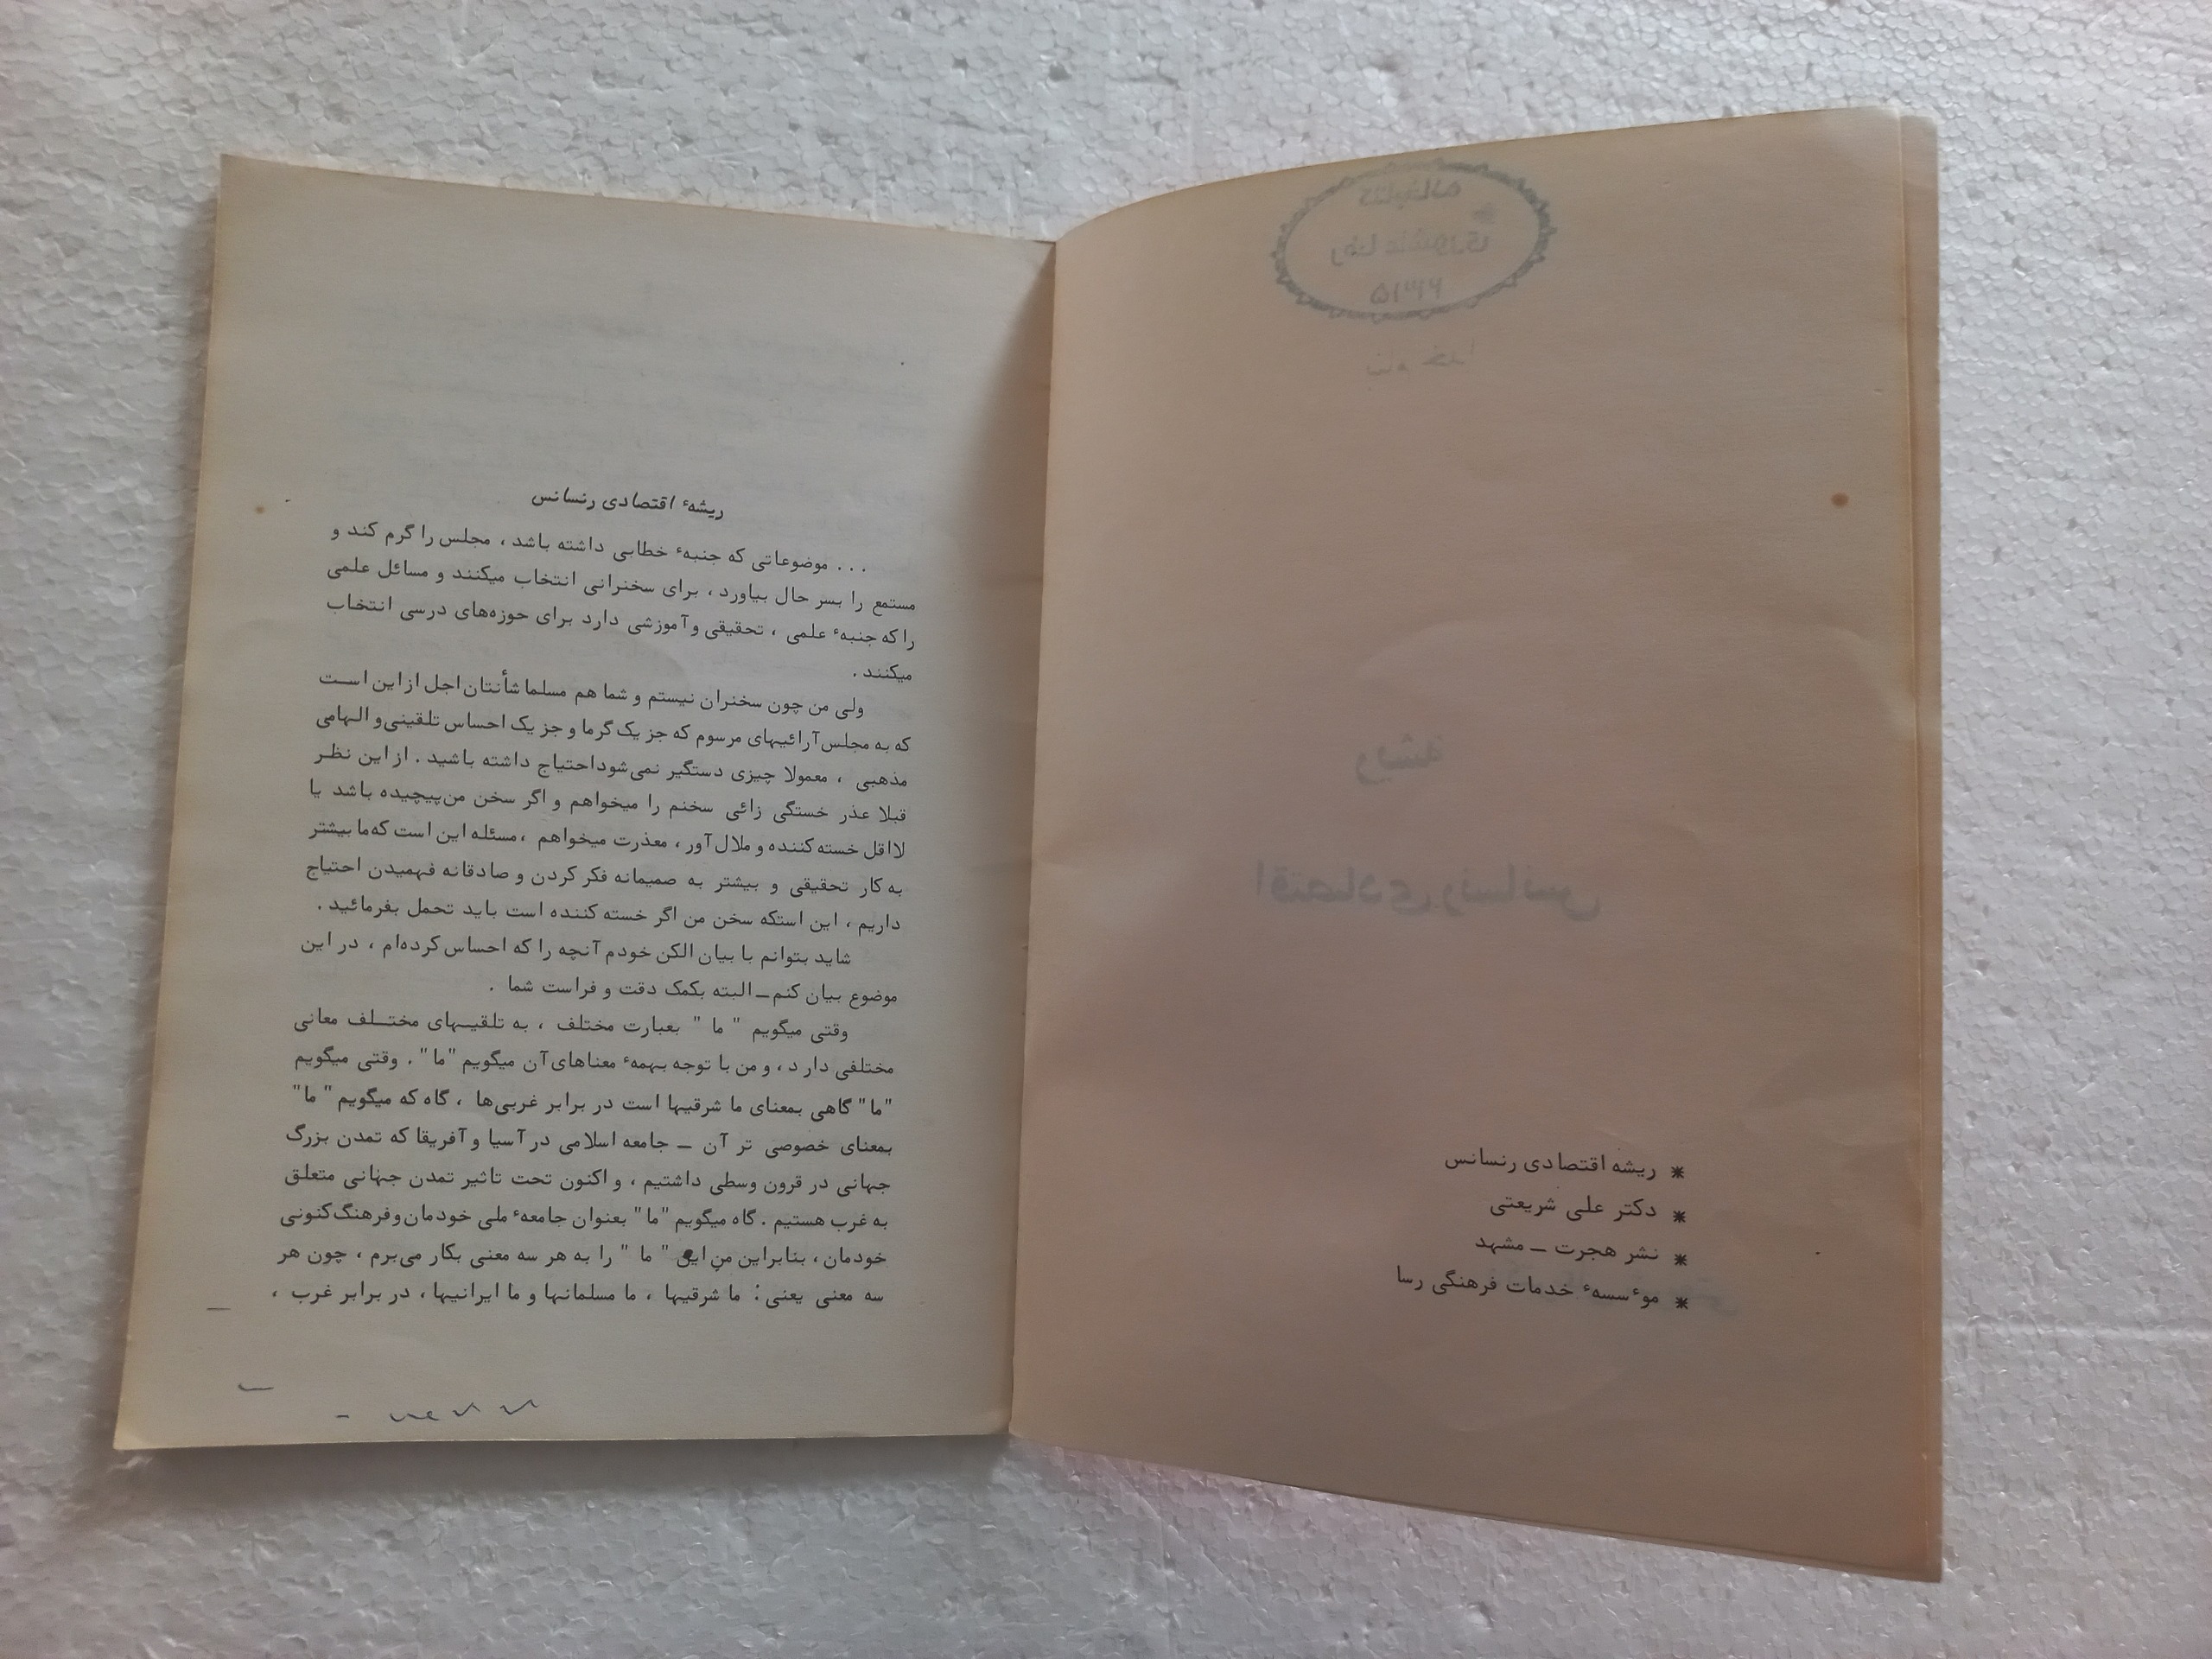 ریشه اقتصادی رنسانس
دکتر علی شریعتی
نشر هجرت ـ مشهد
موٴسسهٴ خدمات فرهنگی رسا
ریشهٴ اقتصادی رنسانس
... موضوعاتی که جنبهٴ خطابی داشته باشد ، مجلس را گرم کند و
مستمع را بسر حال بیاورد ، برای سخنرانی انتخاب میکنند و مسائل علمی
را که جنبهٴ علمی ، تحقیقی و آموزشی دارد برای حوزه‌های درسی انتخاب
میکنند .
ولی من چون سخنران نیستم و شما هم مسلما شأنتان اجل از این است
که به مجلس‌آرائیهای مرسوم که جز یک گرما و جز یک احساس تلقینی و الهامی
مذهبی ، معمولا چیزی دستگیر نمی‌شود احتیاج داشته باشید . از این نظر
قبلا عذر خستگی زائی سخنم را میخواهم و اگر سخن من پیچیده باشد یا
لااقل خسته کننده و ملال آور ، معذرت میخواهم ، مسئله این است که ما بیشتر
به کار تحقیقی و بیشتر به صمیمانه فکر کردن و صادقانه فهمیدن احتیاج
داریم ، این استکه سخن من اگر خسته کننده است باید تحمل بفرمائید .
شاید بتوانم با بیان الکن خودم آنچه را که احساس کرده‌ام ، در این
موضوع بیان کنم ـ البته بکمک دقت و فراست شما .
وقتی میگویم " ما " بعبارت مختلف ، به تلقیهای مختلف معانی
مختلفی دارد ، و من با توجه بهمهٴ معناهای آن میگویم "ما" . وقتی میگویم
"ما" گاهی بمعنای ما شرقیها است در برابر غربی‌ها ، گاه که میگویم " ما"
بمعنای خصوصی تر آن ـ جامعه اسلامی در آسیا و آفریقا که تمدن بزرگ
جهانی در قرون وسطی داشتیم ، و اکنون تحت تاثیر تمدن جهانی متعلق
به غرب هستیم . گاه میگویم "ما" بعنوان جامعهٴ ملی خودمان و فرهنگ کنونی
خودمان ، بنابراین من این " ما " را به هر سه معنی بکار می‌برم ، چون هر
سه معنی یعنی : ما شرقیها ، ما مسلمانها و ما ایرانیها ، در برابر غرب ،